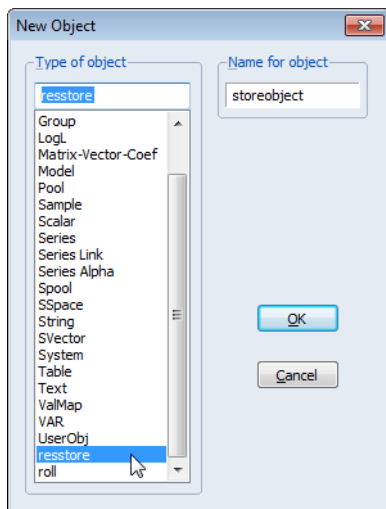 New Object
Type of object
resstore
Group
LogL
Matrix-Vector-Coef
Model
Pool
Sample
Scalar
Series
Series Link
Series Alpha
Spool
SSpace
String
SVector
System
Table
Text
ValMap
VAR
UserObj
resstore
roll
Name for object
storeobject
OK
Cancel